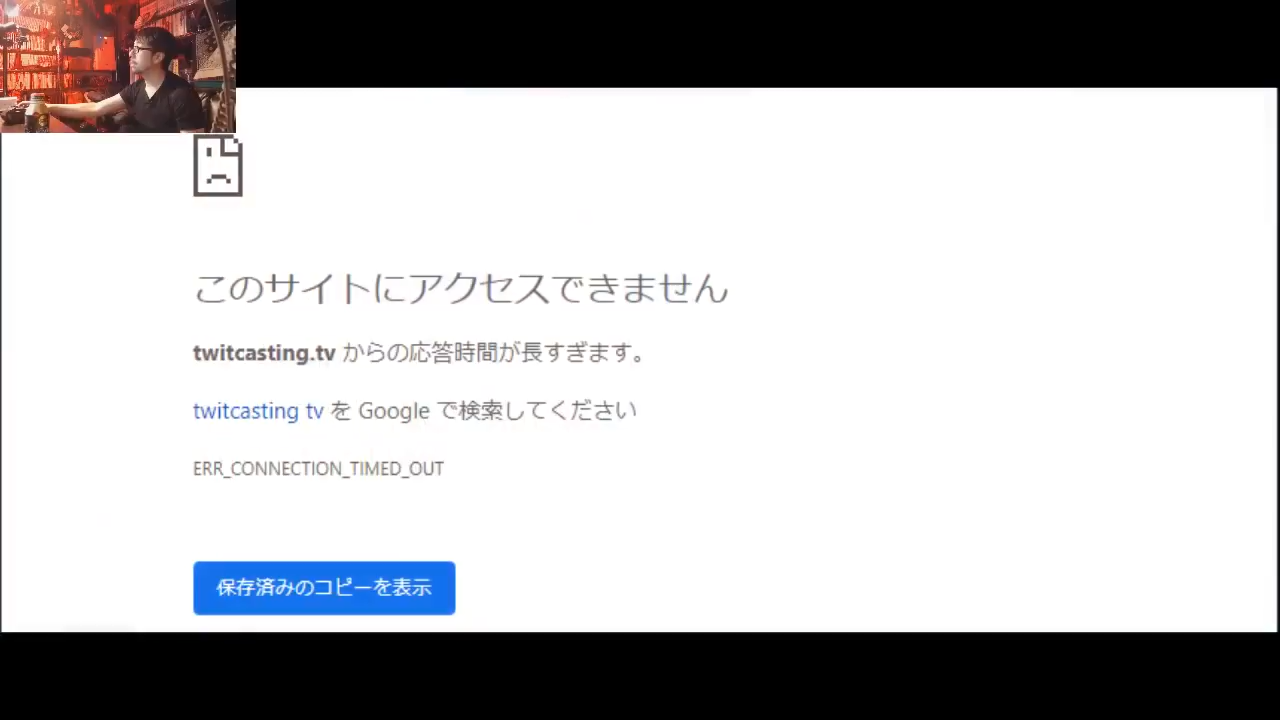 このサイトにアクセスできません
twitcasting.tv からの応答時間が長すぎます。
twitcasting tv を Google で検索してください
ERR_CONNECTION_TIMED_OUT
保存済みのコピーを表示